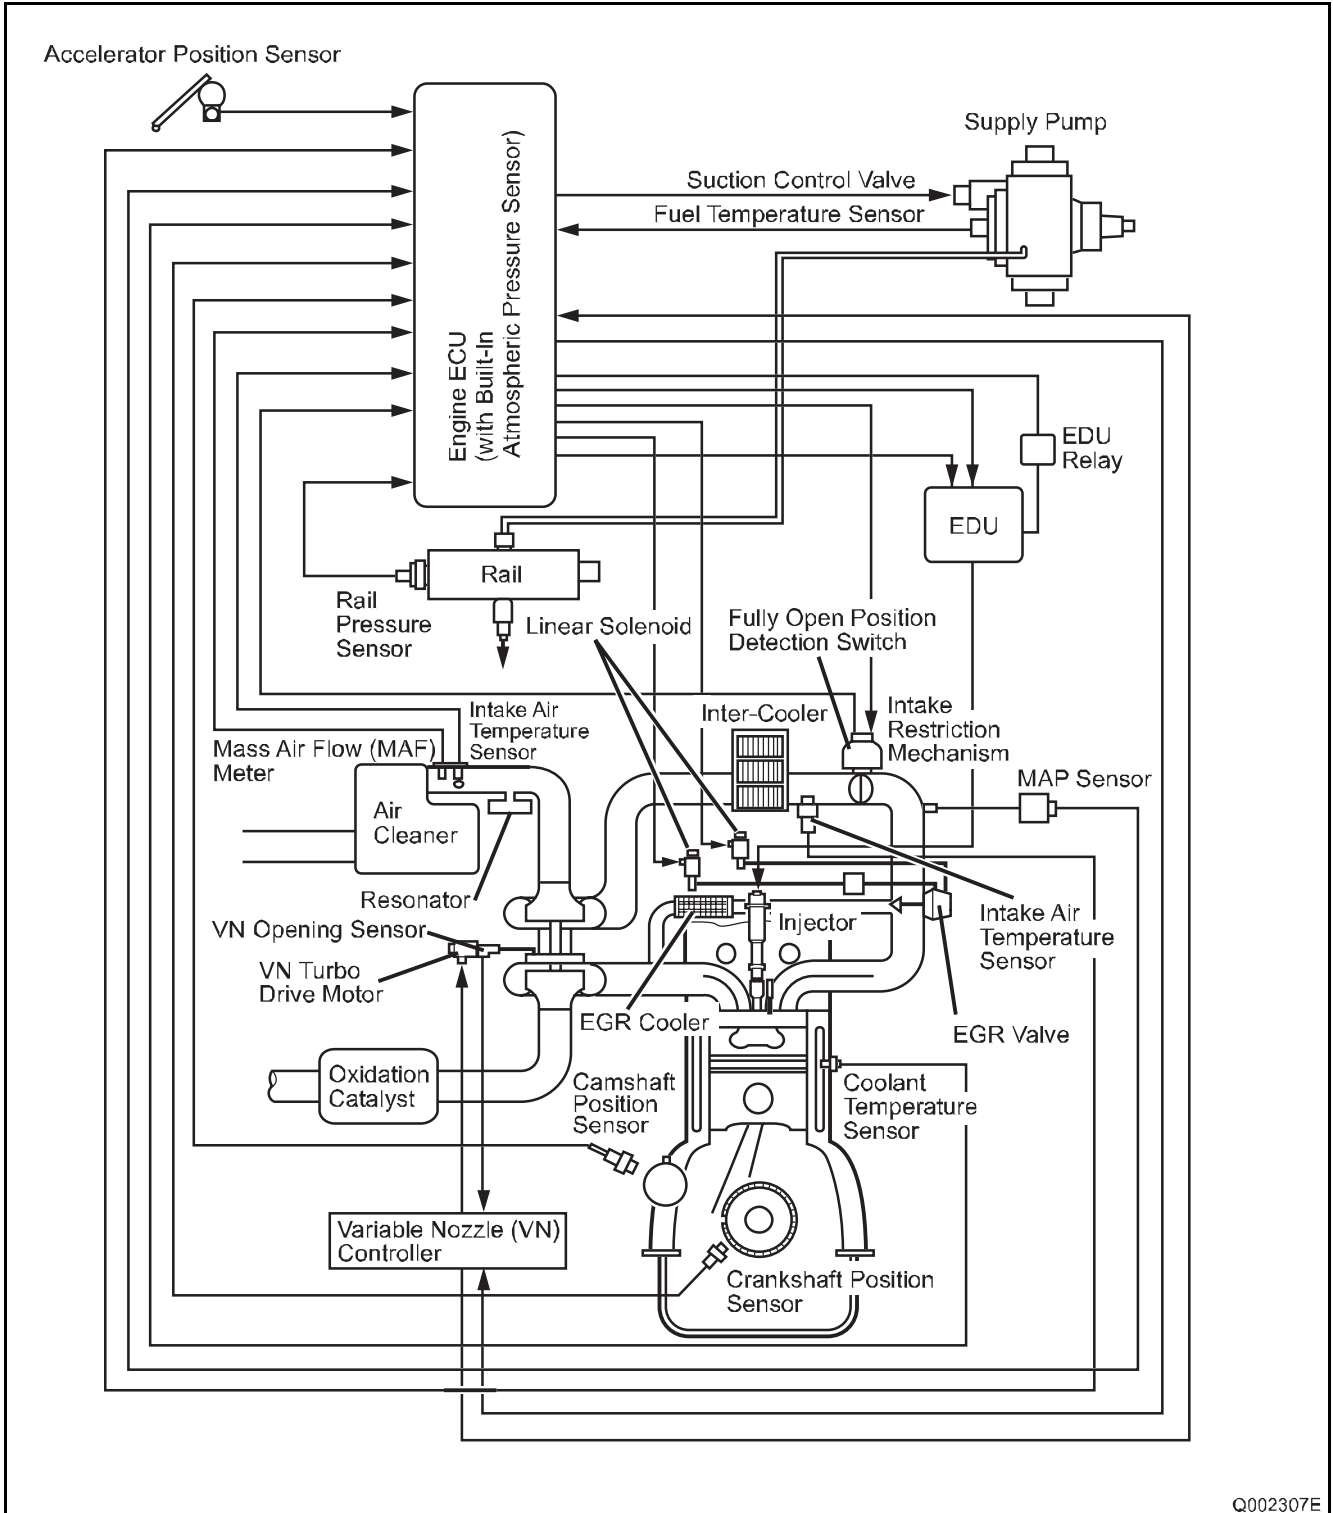 Accelerator Position Sensor
Supply Pump
Engine ECU
(with Built-In
Atmospheric Pressure Sensor)
Suction Control Valve
Fuel Temperature Sensor
EDU
Relay
EDU
Rail
Rail
Pressure
Sensor
Linear Solenoid
Fully Open Position
Detection Switch
Intake Air
Temperature
Sensor
Inter-Cooler
Intake
Restriction
Mechanism
Mass Air Flow (MAF)
Meter
MAP Sensor
Air
Cleaner
Resonator
VN Opening Sensor
Injector
Intake Air
Temperature
Sensor
VN Turbo
Drive Motor
EGR Cooler
EGR Valve
Oxidation
Catalyst
Camshaft
Position
Sensor
Coolant
Temperature
Sensor
Variable Nozzle (VN)
Controller
Crankshaft Position
Sensor
Q002307E